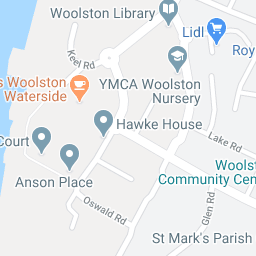 Woolston Library
Lidl
Roy
Keel Rd
s Woolston
Waterside
YMCA Woolston
Nursery
Hawke House
Lake Rd
Court
Anson Place
Woolst
Community Cen
Oswald Rd
Glen Rd
St Mark's Parish